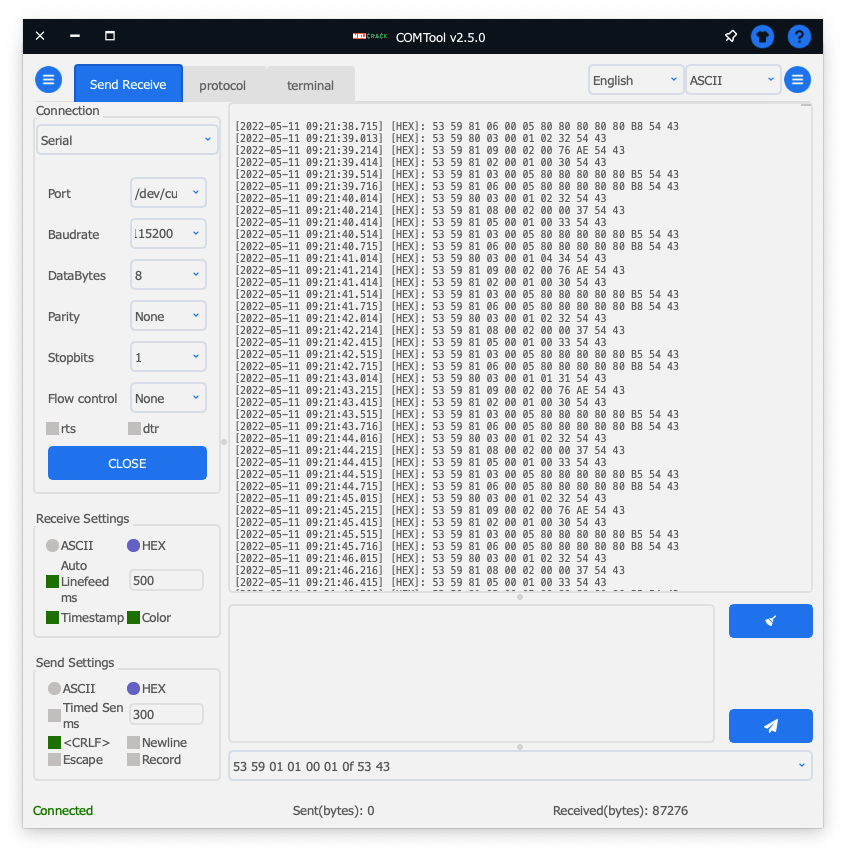 COMTool v2.5.0
Send Receive
protocol
terminal
English
ASCII
Connection
Serial
Port
/dev/cu
Baudrate
115200
DataBytes
8
Parity
None
Stopbits
1
Flow control
None
rts
dtr
CLOSE
Receive Settings
ASCII
HEX
Auto
Linefeed
ms
500
Timestamp
Color
Send Settings
ASCII
HEX
Timed Sen
ms
300
<CRLF>
Newline
Escape
Record
[2022-05-11 09:21:38.715] [HEX]: 53 59 81 06 00 05 80 80 80 80 80 B8 54 43
[2022-05-11 09:21:39.013] [HEX]: 53 59 80 03 00 01 02 32 54 43
[2022-05-11 09:21:39.214] [HEX]: 53 59 81 09 00 02 00 76 AE 54 43
[2022-05-11 09:21:39.414] [HEX]: 53 59 81 02 00 01 00 30 54 43
[2022-05-11 09:21:39.514] [HEX]: 53 59 81 03 00 05 80 80 80 80 80 B5 54 43
[2022-05-11 09:21:39.716] [HEX]: 53 59 81 06 00 05 80 80 80 80 80 B8 54 43
[2022-05-11 09:21:40.014] [HEX]: 53 59 80 03 00 01 02 32 54 43
[2022-05-11 09:21:40.214] [HEX]: 53 59 81 08 00 02 00 00 37 54 43
[2022-05-11 09:21:40.414] [HEX]: 53 59 81 05 00 01 00 33 54 43
[2022-05-11 09:21:40.514] [HEX]: 53 59 81 03 00 05 80 80 80 80 80 B5 54 43
[2022-05-11 09:21:40.715] [HEX]: 53 59 81 06 00 05 80 80 80 80 80 B8 54 43
[2022-05-11 09:21:41.014] [HEX]: 53 59 80 03 00 01 04 34 54 43
[2022-05-11 09:21:41.214] [HEX]: 53 59 81 09 00 02 00 76 AE 54 43
[2022-05-11 09:21:41.414] [HEX]: 53 59 81 02 00 01 00 30 54 43
[2022-05-11 09:21:41.514] [HEX]: 53 59 81 03 00 05 80 80 80 80 80 B5 54 43
[2022-05-11 09:21:41.715] [HEX]: 53 59 81 06 00 05 80 80 80 80 80 B8 54 43
[2022-05-11 09:21:42.014] [HEX]: 53 59 80 03 00 01 02 32 54 43
[2022-05-11 09:21:42.214] [HEX]: 53 59 81 08 00 02 00 00 37 54 43
[2022-05-11 09:21:42.415] [HEX]: 53 59 81 05 00 01 00 33 54 43
[2022-05-11 09:21:42.515] [HEX]: 53 59 81 03 00 05 80 80 80 80 80 B5 54 43
[2022-05-11 09:21:42.715] [HEX]: 53 59 81 06 00 05 80 80 80 80 80 B8 54 43
[2022-05-11 09:21:43.014] [HEX]: 53 59 80 03 00 01 01 31 54 43
[2022-05-11 09:21:43.215] [HEX]: 53 59 81 09 00 02 00 76 AE 54 43
[2022-05-11 09:21:43.415] [HEX]: 53 59 81 02 00 01 00 30 54 43
[2022-05-11 09:21:43.515] [HEX]: 53 59 81 03 00 05 80 80 80 80 80 B5 54 43
[2022-05-11 09:21:43.716] [HEX]: 53 59 81 06 00 05 80 80 80 80 80 B8 54 43
[2022-05-11 09:21:44.016] [HEX]: 53 59 80 03 00 01 02 32 54 43
[2022-05-11 09:21:44.215] [HEX]: 53 59 81 08 00 02 00 00 37 54 43
[2022-05-11 09:21:44.415] [HEX]: 53 59 81 05 00 01 00 33 54 43
[2022-05-11 09:21:44.515] [HEX]: 53 59 81 03 00 05 80 80 80 80 80 B5 54 43
[2022-05-11 09:21:44.715] [HEX]: 53 59 81 06 00 05 80 80 80 80 80 B8 54 43
[2022-05-11 09:21:45.015] [HEX]: 53 59 80 03 00 01 02 32 54 43
[2022-05-11 09:21:45.215] [HEX]: 53 59 81 09 00 02 00 76 AE 54 43
[2022-05-11 09:21:45.415] [HEX]: 53 59 81 02 00 01 00 30 54 43
[2022-05-11 09:21:45.515] [HEX]: 53 59 81 03 00 05 80 80 80 80 80 B5 54 43
[2022-05-11 09:21:45.716] [HEX]: 53 59 81 06 00 05 80 80 80 80 80 B8 54 43
[2022-05-11 09:21:46.015] [HEX]: 53 59 80 03 00 01 02 32 54 43
[2022-05-11 09:21:46.216] [HEX]: 53 59 81 08 00 02 00 00 37 54 43
[2022-05-11 09:21:46.415] [HEX]: 53 59 81 05 00 01 00 33 54 43
53 59 01 01 00 01 0f 53 43
Connected
Sent(bytes): 0
Received(bytes): 87276